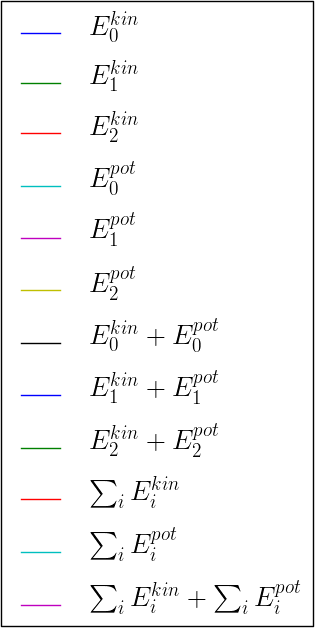 $E_0^{kin}$
$E_1^{kin}$
$E_2^{kin}$
$E_0^{pot}$
$E_1^{pot}$
$E_2^{pot}$
$E_0^{kin} + E_0^{pot}$
$E_1^{kin} + E_1^{pot}$
$E_2^{kin} + E_2^{pot}$
$\sum_i E_i^{kin}$
$\sum_i E_i^{pot}$
$\sum_i E_i^{kin} + \sum_i E_i^{pot}$